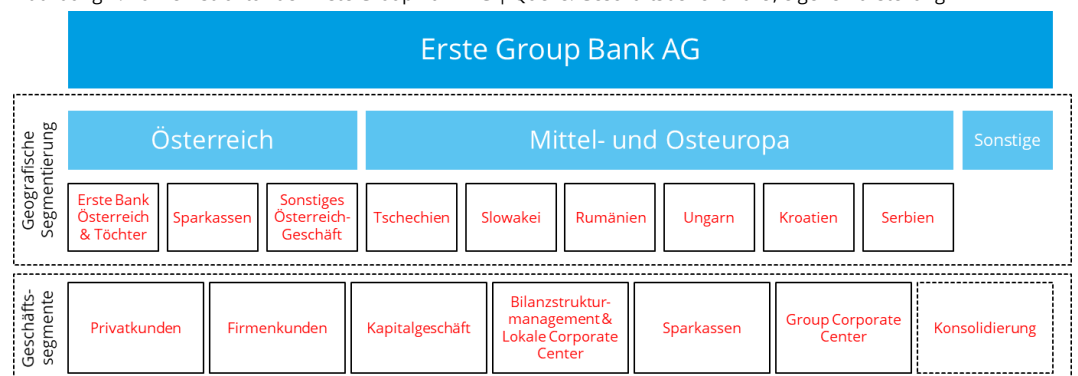 Erste Group Bank AG
Geografische
Segmentierung
Österreich
Mittel- und Osteuropa
Sonstige
Erste Bank
Österreich
& Töchter
Sparkassen
Sonstiges
Österreich-
Geschäft
Tschechien
Slowakei
Rumänien
Ungarn
Kroatien
Serbien
Geschäfts-
segmente
Privatkunden
Firmenkunden
Kapitalgeschäft
Bilanzstruktur-
management &
Lokale Corporate
Center
Sparkassen
Group Corporate
Center
Konsolidierung